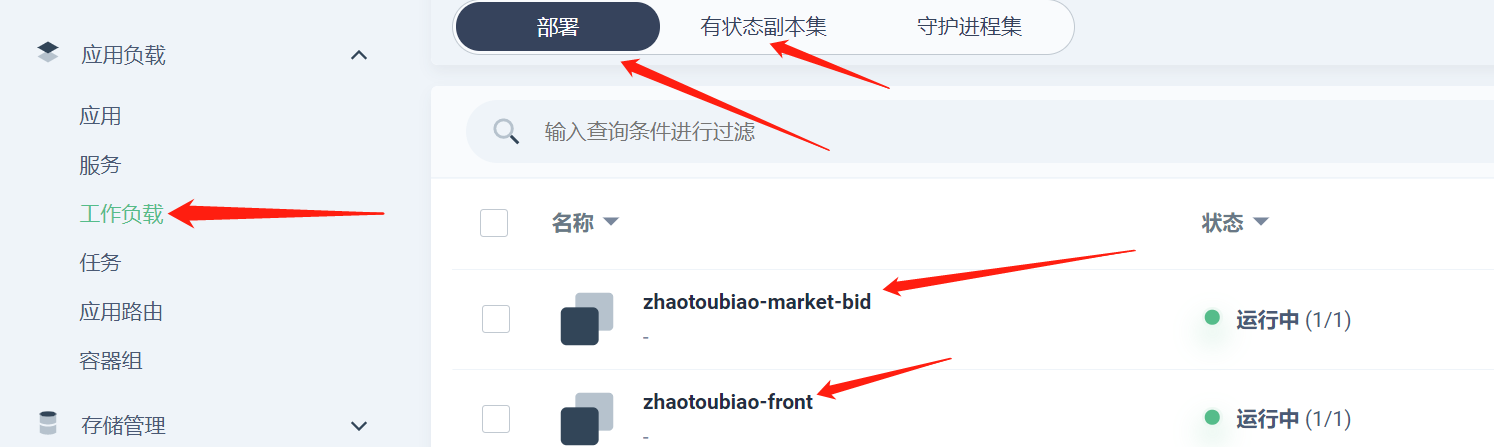 部署
有状态副本集
守护进程集
应用负载
应用
服务
工作负载
任务
应用路由
容器组
存储管理
输入查询条件进行过滤
名称
状态
zhaotoubiao-market-bid
-
运行中 (1/1)
zhaotoubiao-front
-
运行中 (1/1)